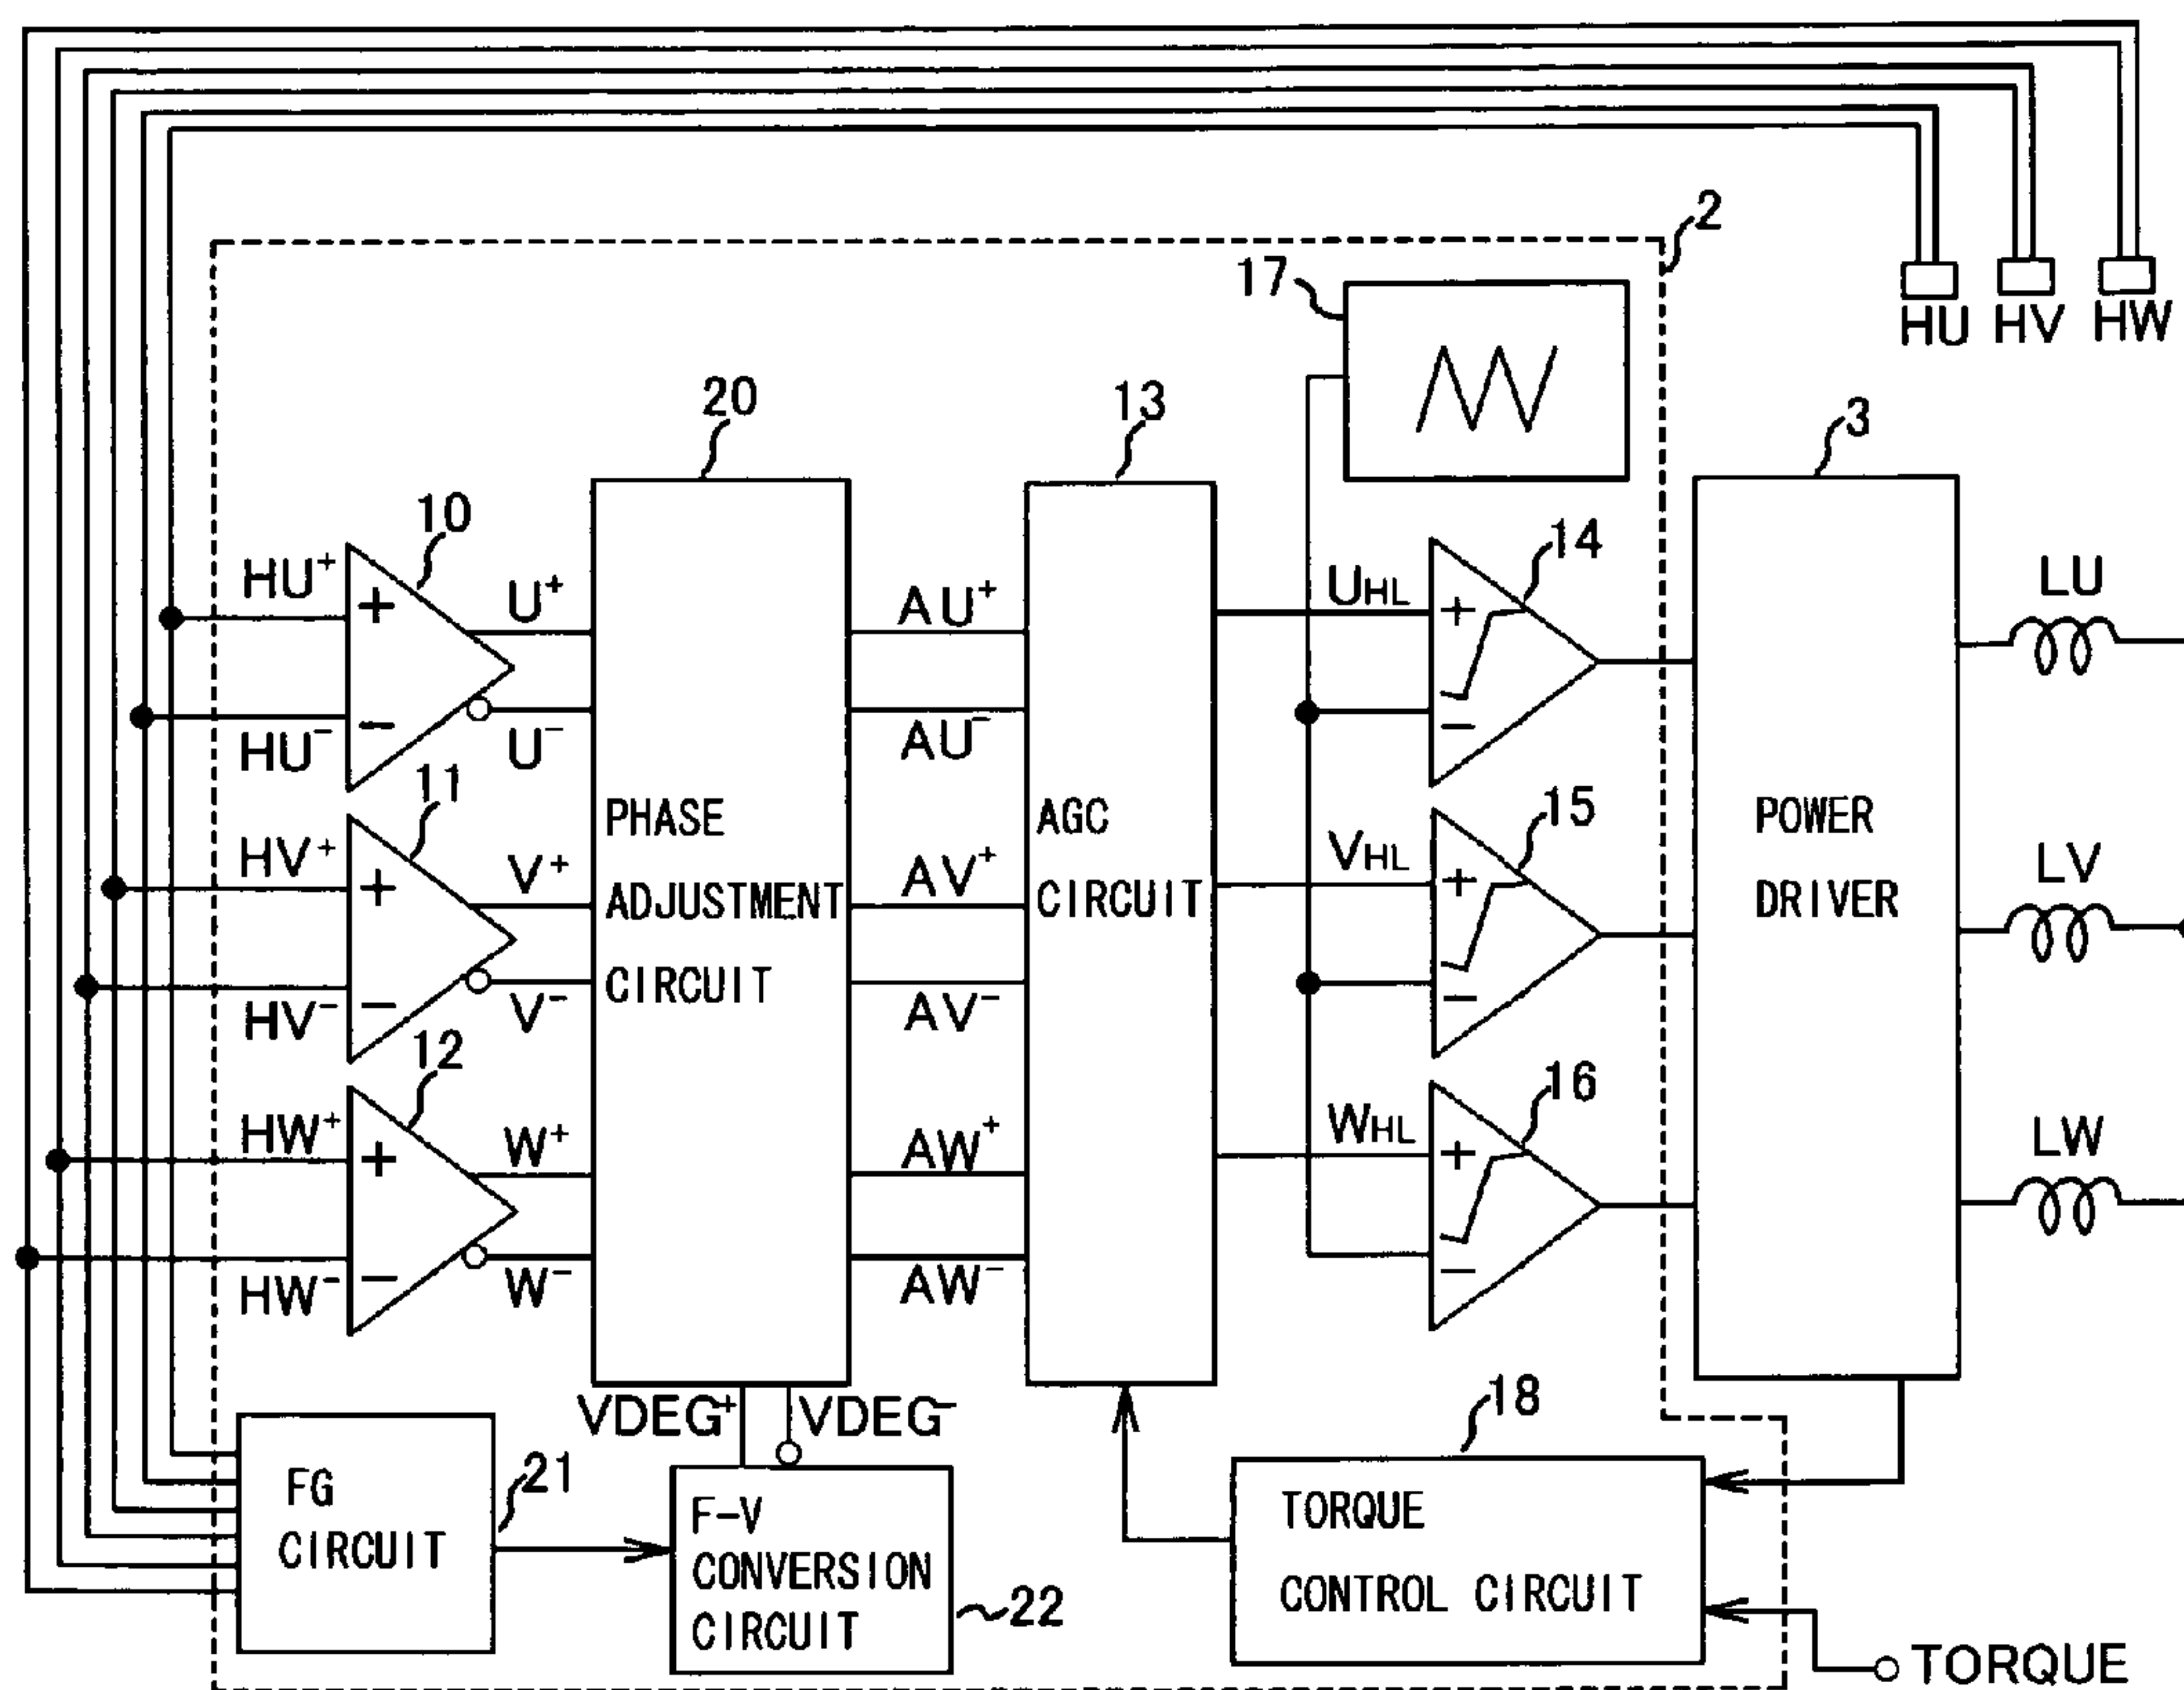 2
17
HU HV HW
20
13
3
10
HU+
+
U+
AU+
UHL
14
+
LU
−
HU−
U−
AU−
−
11
PHASE
ADJUSTMENT
CIRCUIT
AGC
CIRCUIT
POWER
DRIVER
15
HV+
+
V+
AV+
VHL
+
LV
−
HV−
V−
AV−
−
12
16
HW+
+
W+
AW+
WHL
+
LW
−
HW−
W−
AW−
−
VDEG+
VDEG−
18
FG
CIRCUIT
21
F-V
CONVERSION
CIRCUIT
22
TORQUE
CONTROL CIRCUIT
TORQUE